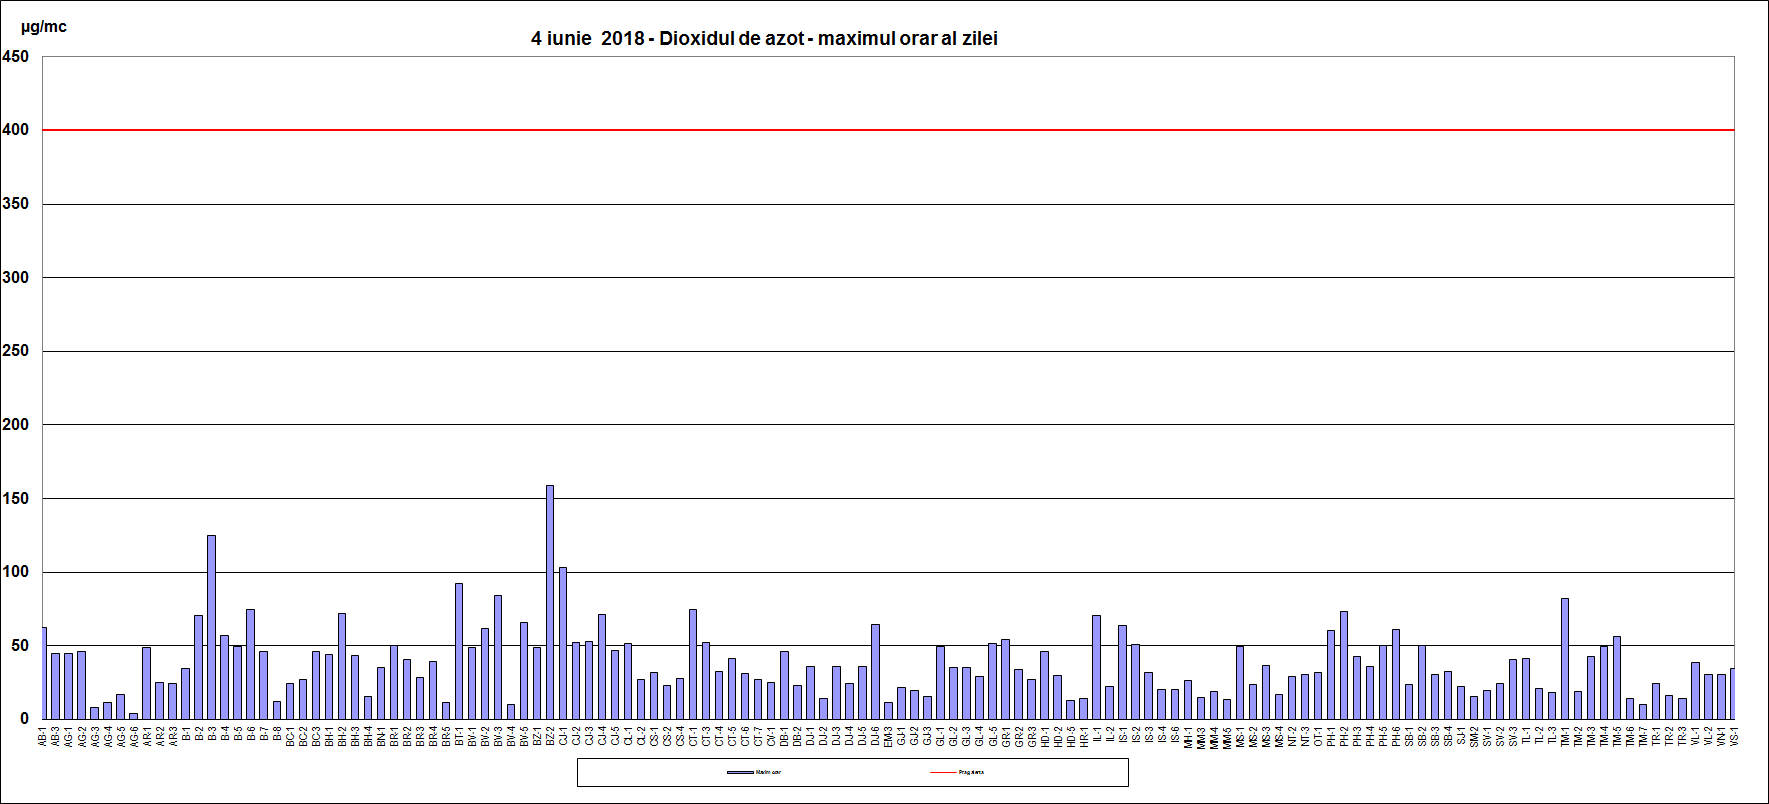 µg/mc
4 iunie 2018 - Dioxidul de azot - maximul orar al zilei
450
400
350
300
250
200
150
100
50
0
AB-1 AB-3 AG-1 AG-2 AG-3 AG-4 AG-5 AG-6 AR-1 AR-2 AR-3 B-1 B-2 B-3 B-4 B-5 B-6 B-7 B-8 BC-1 BC-2 BC-3 BH-1 BH-2 BH-3 BH-4 BN-1 BR-1 BR-2 BR-3 BR-4 BR-5 BT-1 BV-1 BV-2 BV-3 BV-4 BV-5 BZ-1 BZ-2 CJ-1 CJ-2 CJ-3 CJ-4 CJ-5 CL-1 CL-2 CS-1 CS-2 CS-4 CT-1 CT-3 CT-4 CT-5 CT-6 CT-7 CV-1 DB-1 DB-2 DJ-1 DJ-2 DJ-3 DJ-4 DJ-5 DJ-6 EM-3 GJ-1 GJ-2 GJ-3 GL-1 GL-2 GL-3 GL-4 GL-5 GR-1 GR-2 GR-3 HD-1 HD-2 HD-5 HR-1 IL-1 IL-2 IS-1 IS-2 IS-3 IS-4 IS-6 MH-1 MM-3 MM-4 MM-5 MS-1 MS-2 MS-3 MS-4 NT-2 NT-3 OT-1 PH-1 PH-2 PH-3 PH-4 PH-5 PH-6 SB-1 SB-2 SB-3 SB-4 SJ-1 SM-2 SV-1 SV-2 SV-3 TL-1 TL-2 TL-3 TM-1 TM-2 TM-3 TM-4 TM-5 TM-6 TM-7 TR-1 TR-2 TR-3 VL-1 VL-2 VN-1 VS-1
Maxim orar Prag alerta